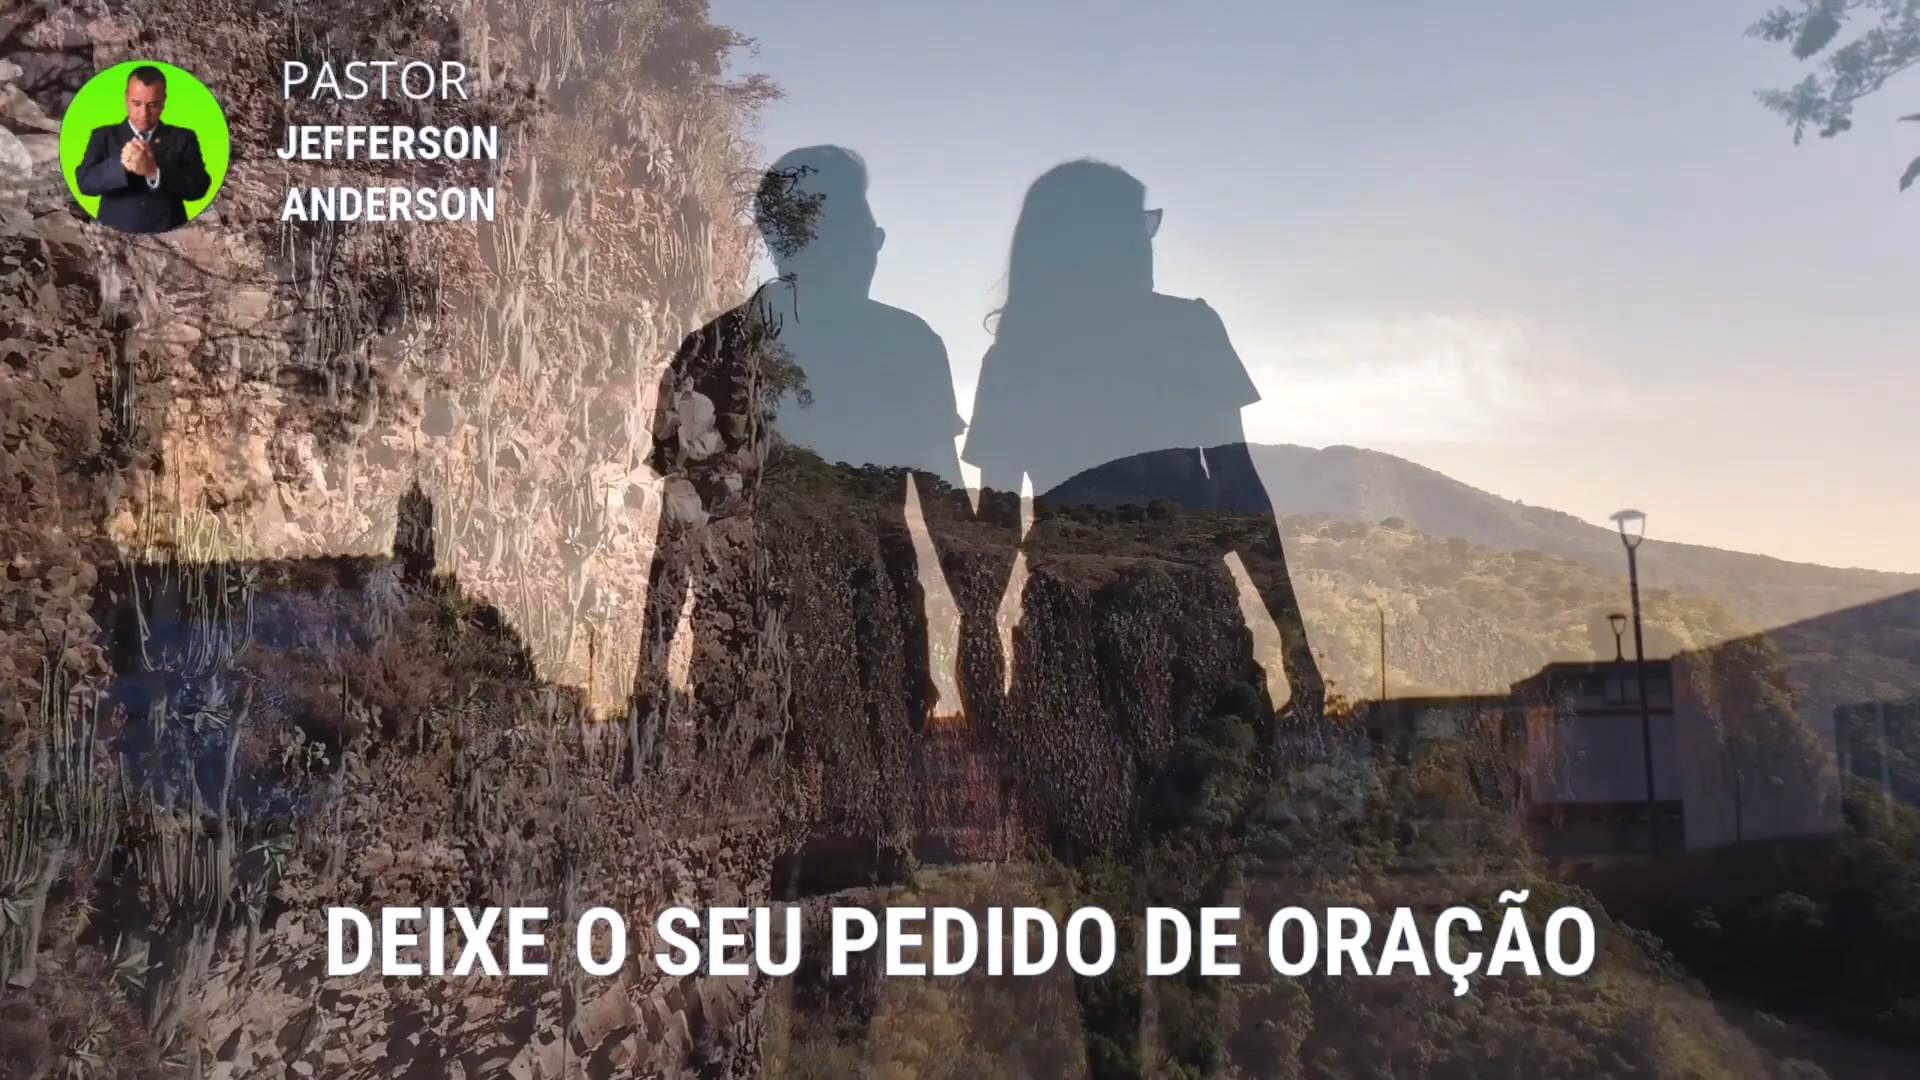 PASTOR
JEFFERSON
ANDERSON
DEIXE O SEU PEDIDO DE ORAÇÃO